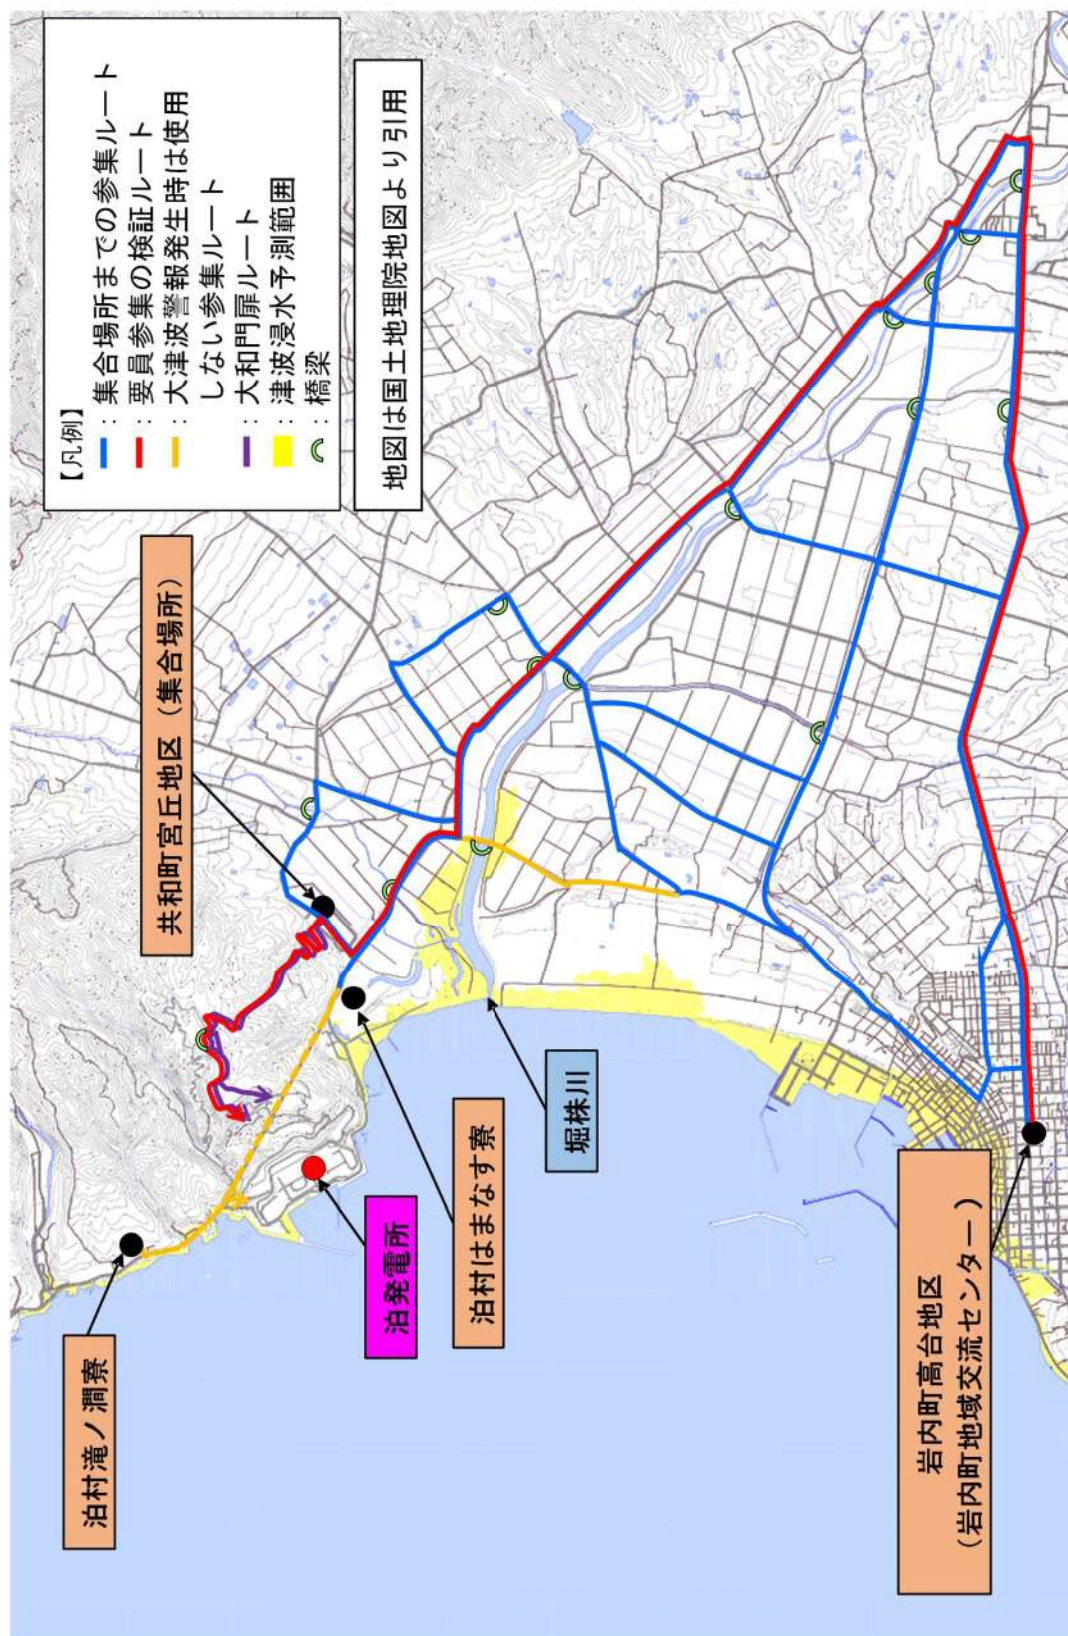 【凡例】
：集合場所までの参集ルート
：要員参集の検証ルート
：大津波警報発生時は使用
しない参集ルート
：大和門扉ルート
：津波浸水予測範囲
：橋梁
地図は国土地理院地図より引用
共和町宮丘地区（集合場所）
泊村滝ノ澗寮
泊発電所
泊村はまなす寮
堀株川
岩内町高台地区
（岩内町地域交流センター）